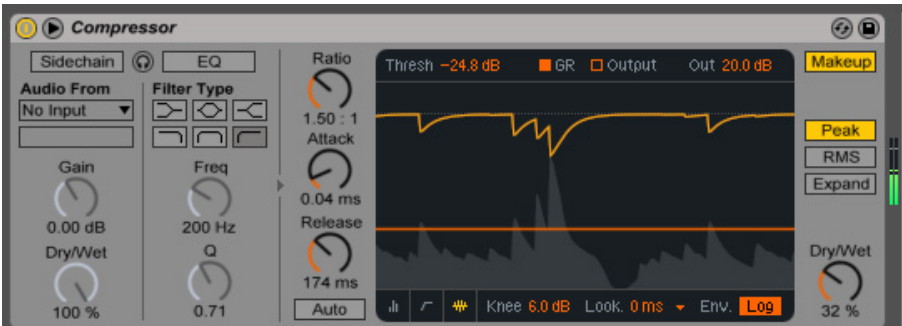 Compressor
Sidechain EQ
Audio From Filter Type
No Input
Gain Freq
0.00 dB 200 Hz
Dry/Wet Q
100 % 0.71
Ratio
1.50 : 1
Attack
0.04 ms
Release
174 ms
Auto
Thresh -24.8 dB GR Output Out 20.0 dB
Knee 6.0 dB Look. 0 ms Env. Log
Makeup
Peak
RMS
Expand
Dry/Wet
32 %